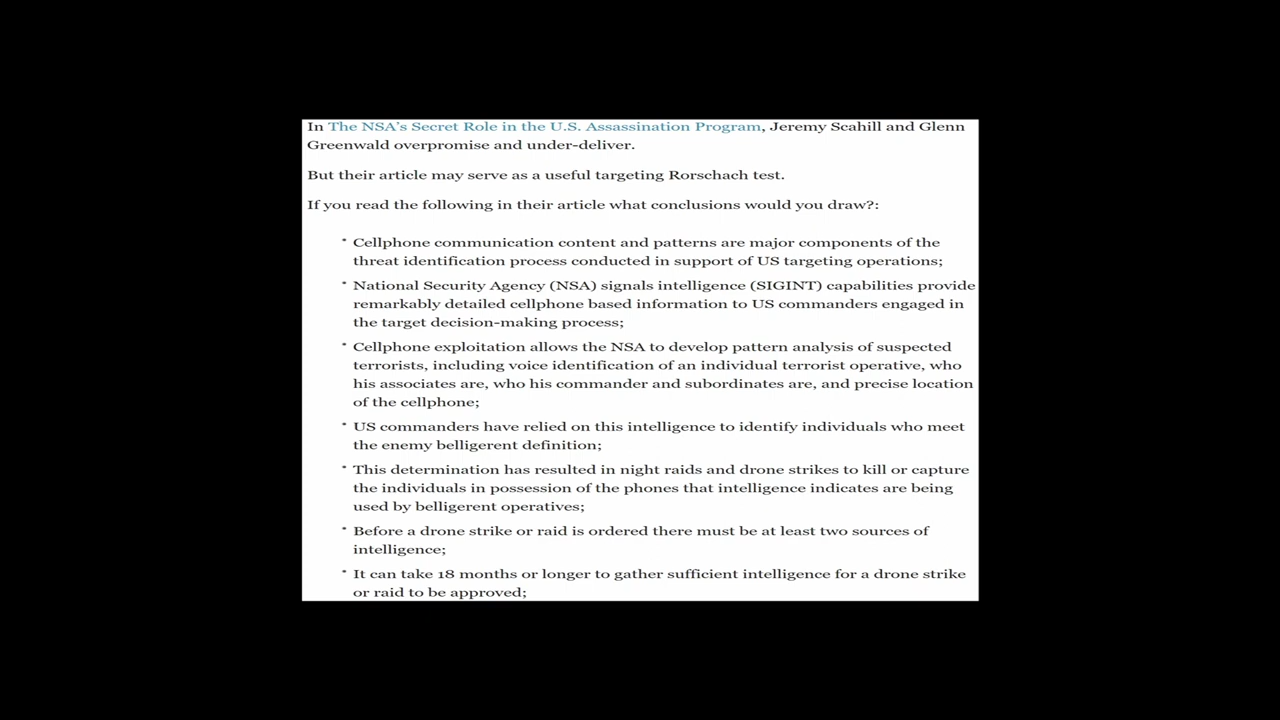 In The NSA's Secret Role in the U.S. Assassination Program, Jeremy Scahill and Glenn
Greenwald overpromise and under-deliver.
But their article may serve as a useful targeting Rorschach test.
If you read the following in their article what conclusions would you draw?:
* Cellphone communication content and patterns are major components of the
threat identification process conducted in support of US targeting operations;
* National Security Agency (NSA) signals intelligence (SIGINT) capabilities provide
remarkably detailed cellphone based information to US commanders engaged in
the target decision-making process;
* Cellphone exploitation allows the NSA to develop pattern analysis of suspected
terrorists, including voice identification of an individual terrorist operative, who
his associates are, who his commander and subordinates are, and precise location
of the cellphone;
* US commanders have relied on this intelligence to identify individuals who meet
the enemy belligerent definition;
* This determination has resulted in night raids and drone strikes to kill or capture
the individuals in possession of the phones that intelligence indicates are being
used by belligerent operatives;
* Before a drone strike or raid is ordered there must be at least two sources of
intelligence;
* It can take 18 months or longer to gather sufficient intelligence for a drone strike
or raid to be approved;